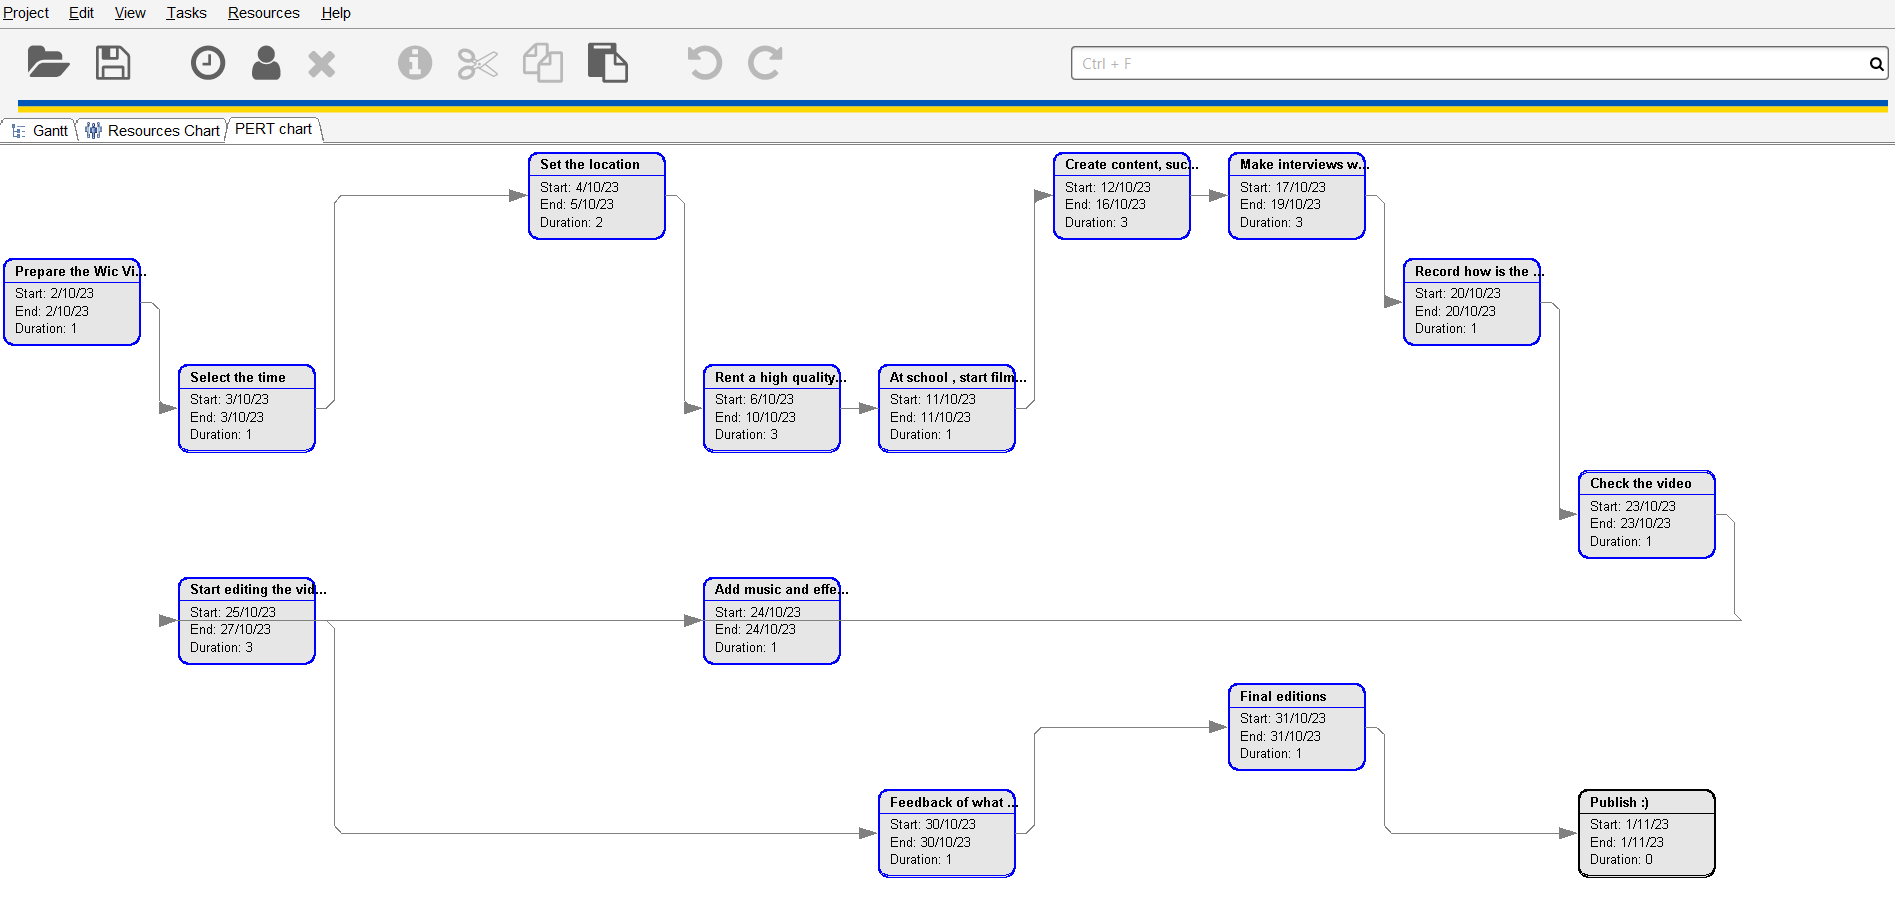 Project Edit View Tasks Resources Help
Ctrl + F
Gantt Resources Chart PERT chart
Set the location
Start: 4/10/23
End: 5/10/23
Duration: 2
Create content, suc...
Start: 12/10/23
End: 16/10/23
Duration: 3
Make interviews w...
Start: 17/10/23
End: 19/10/23
Duration: 3
Prepare the Wic Vi...
Start: 2/10/23
End: 2/10/23
Duration: 1
Record how is the ...
Start: 20/10/23
End: 20/10/23
Duration: 1
Select the time
Start: 3/10/23
End: 3/10/23
Duration: 1
Rent a high quality...
Start: 6/10/23
End: 10/10/23
Duration: 3
At school , start film...
Start: 11/10/23
End: 11/10/23
Duration: 1
Check the video
Start: 23/10/23
End: 23/10/23
Duration: 1
Start editing the vid...
Start: 25/10/23
End: 27/10/23
Duration: 3
Add music and effe...
Start: 24/10/23
End: 24/10/23
Duration: 1
Final editions
Start: 31/10/23
End: 31/10/23
Duration: 1
Feedback of what ...
Start: 30/10/23
End: 30/10/23
Duration: 1
Publish :)
Start: 1/11/23
End: 1/11/23
Duration: 0